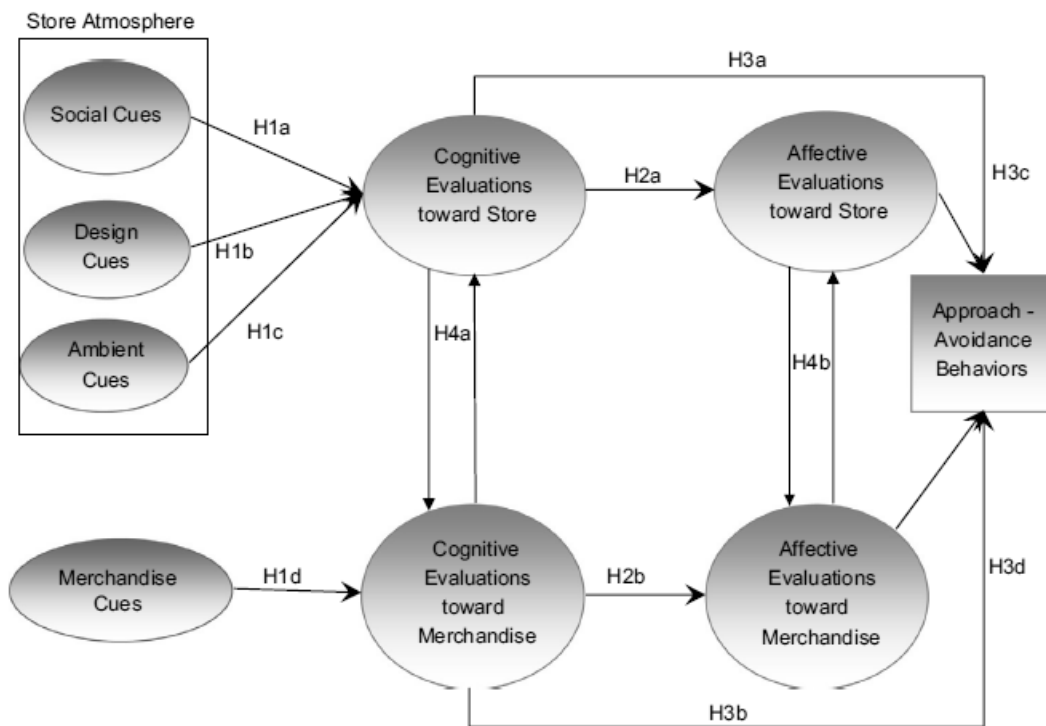 Store Atmosphere
Social Cues
Design
Cues
Ambient
Cues
Merchandise
Cues
H1a
H1b
H1c
H1d
Cognitive
Evaluations
toward Store
H2a
Affective
Evaluations
toward Store
H3a
H3c
H4a
H4b
Approach -
Avoidance
Behaviors
Cognitive
Evaluations
toward
Merchandise
H2b
Affective
Evaluations
toward
Merchandise
H3d
H3b